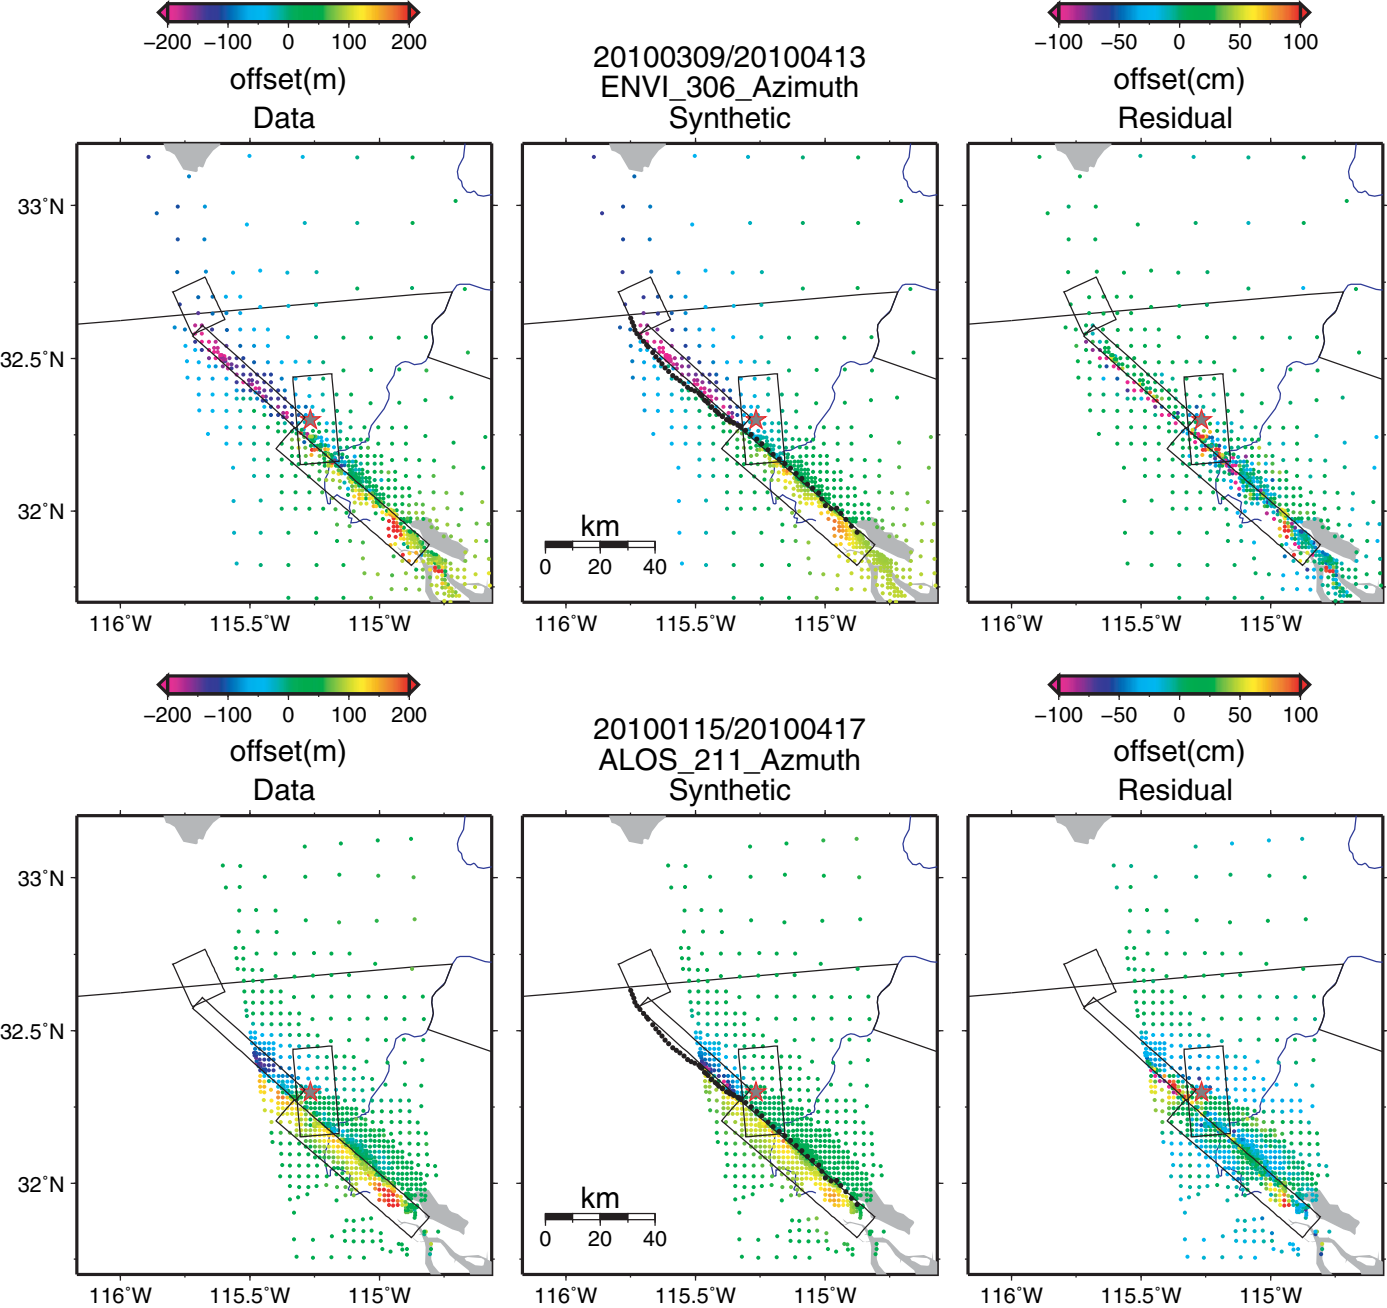 −200 −100 0 100 200
offset(m)
Data
20100309/20100413
ENVI_306_Azimuth
Synthetic
−100 −50 0 50 100
offset(cm)
Residual
33˚N
32.5˚N
32˚N
km
0 20 40
116˚W 115.5˚W 115˚W
116˚W 115.5˚W 115˚W
116˚W 115.5˚W 115˚W
−200 −100 0 100 200
offset(m)
Data
20100115/20100417
ALOS_211_Azmuth
Synthetic
−100 −50 0 50 100
offset(cm)
Residual
33˚N
32.5˚N
32˚N
km
0 20 40
116˚W 115.5˚W 115˚W
116˚W 115.5˚W 115˚W
116˚W 115.5˚W 115˚W